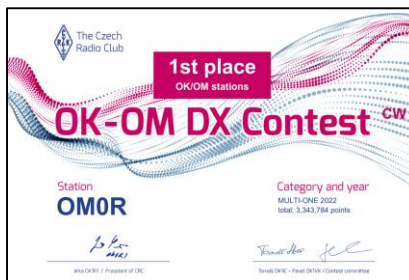 The Czech
Radio Club
1st place
OK/OM stations
OK-OM DX Contest CW
Station
OM0R
Category and year
MULTI-ONE 2022
total: 3,343,784 points
/ President of CRC
/ Contest committee